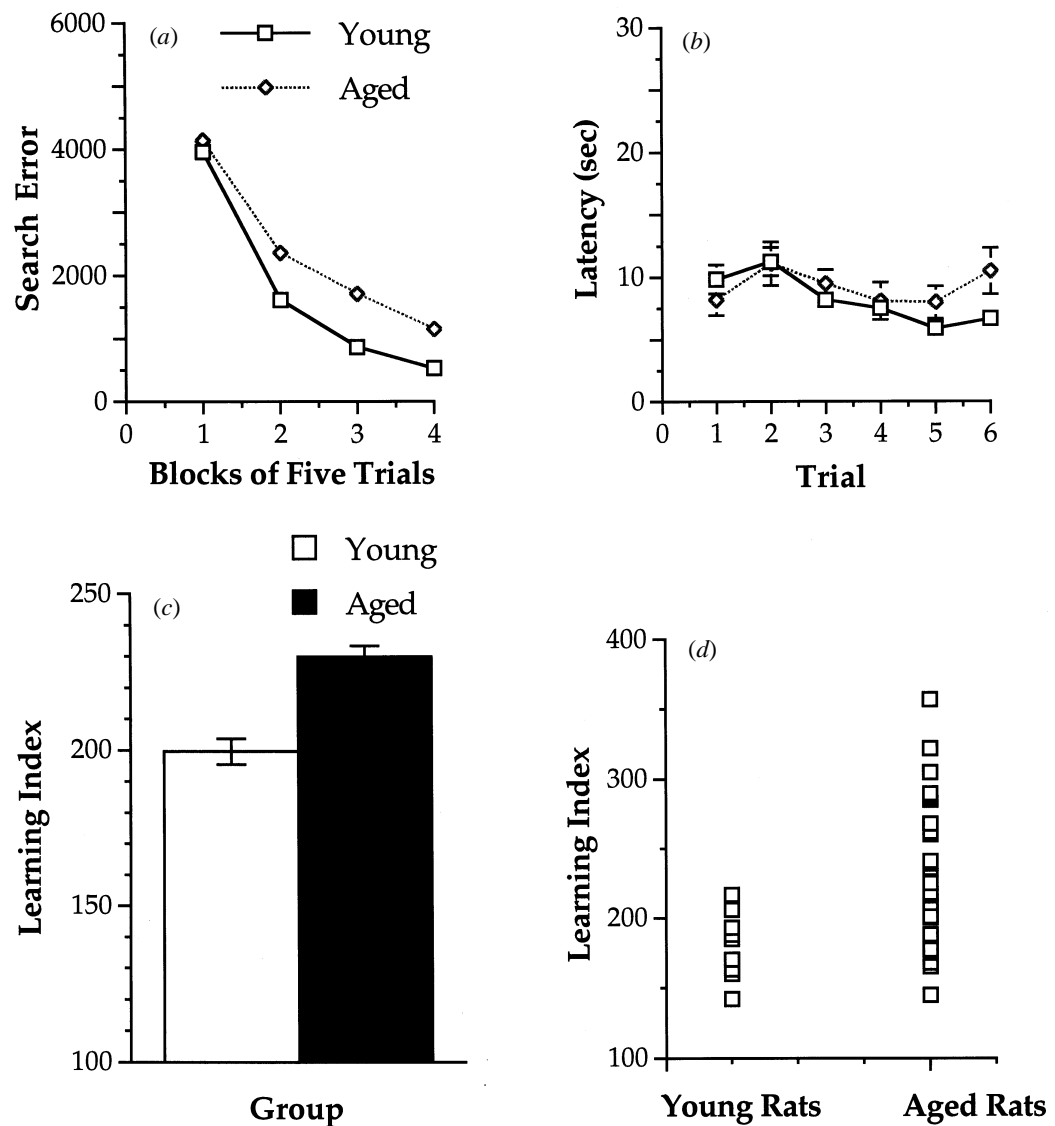 (a)
Young
Aged
6000
4000
2000
0
Search Error
0 1 2 3 4
Blocks of Five Trials
(b)
30
20
10
0
Latency (sec)
0 1 2 3 4 5 6
Trial
Young
Aged
(c)
250
200
150
100
Learning Index
Group
(d)
400
300
200
100
Learning Index
Young Rats Aged Rats